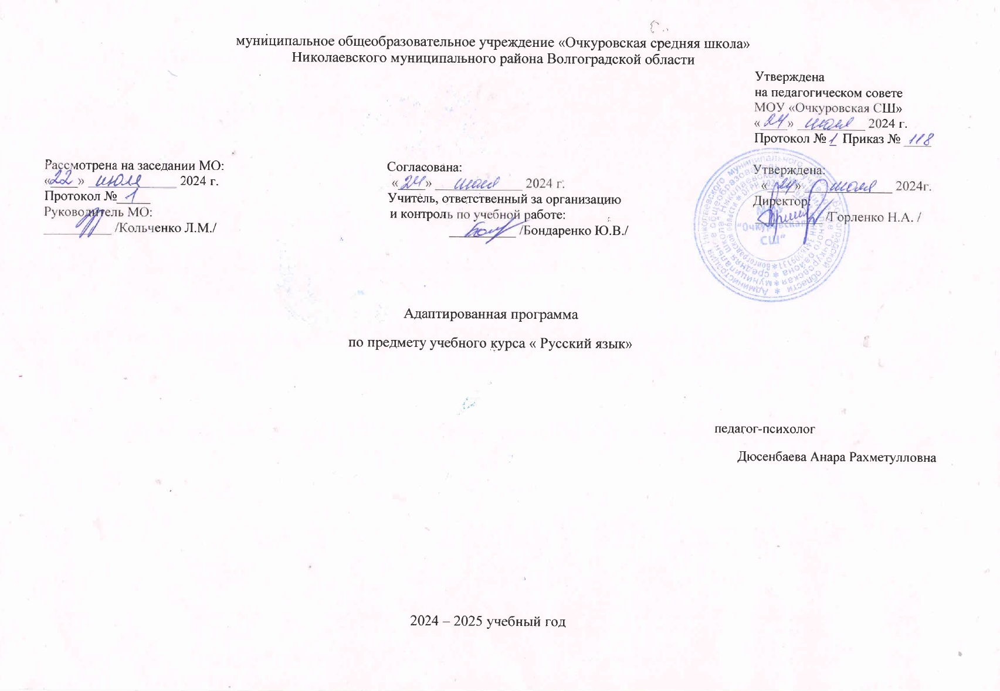 муниципальное общеобразовательное учреждение «Очкуровская средняя школа»
Николаевского муниципального района Волгоградской области
Утверждена
на педагогическом совете
МОУ «Очкуровская СШ»
«24» июля 2024 г.
Протокол № 1 Приказ № 118
Рассмотрена на заседании МО:
«22» июля 2024 г.
Протокол № 1
Руководитель МО:
/Кольченко Л.М./
Согласована:
«24» июля 2024 г.
Учитель, ответственный за организацию
и контроль по учебной работе:
/Бондаренко Ю.В./
Утверждена:
«24» июля 2024г.
Директор:
/Горленко Н.А. /
"Очкуровская
СШ"
Адаптированная программа
по предмету учебного курса « Русский язык»
педагог-психолог
Дюсенбаева Анара Рахметулловна
2024 – 2025 учебный год